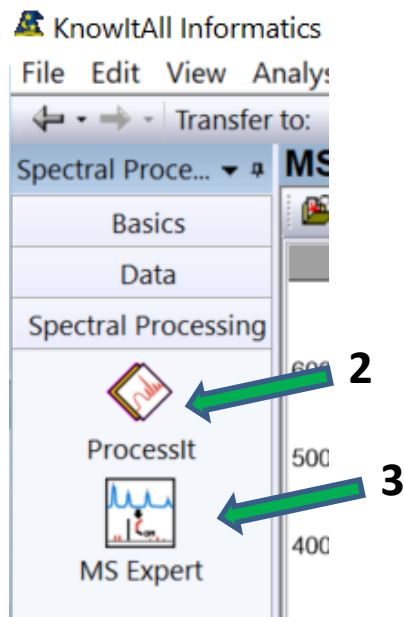 KnowItAll Informatics
File Edit View Analys
Transfer to:
Spectral Proce... MS
Basics
Data
Spectral Processing
600
2
ProcessIt
500
3
MS Expert
400